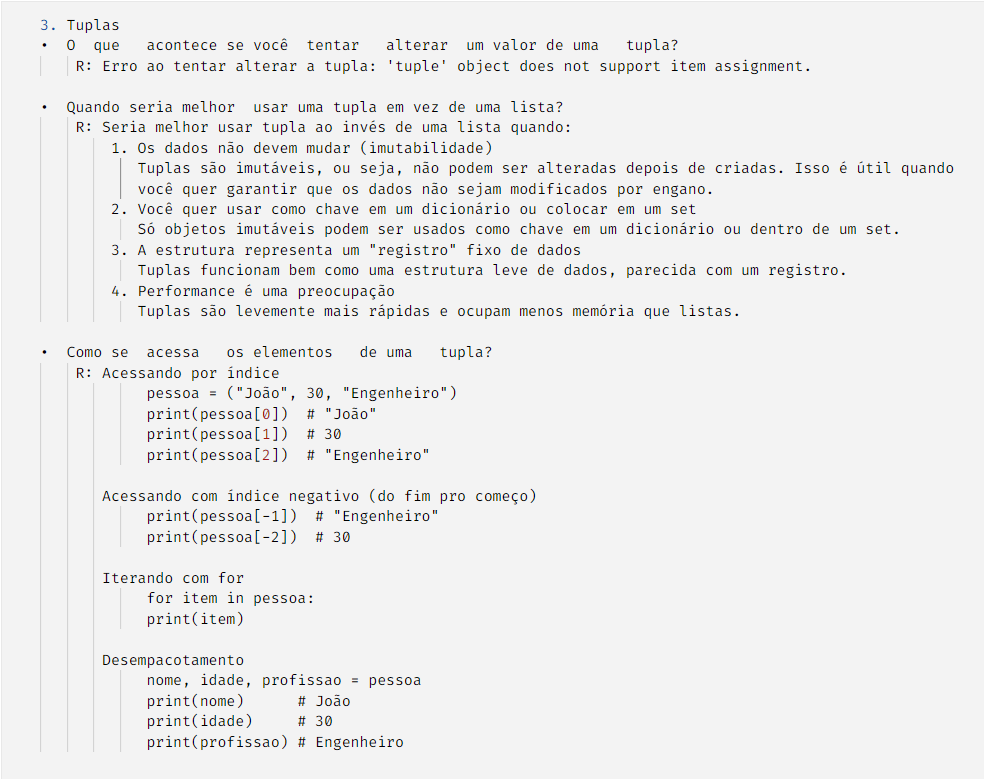 3. Tuplas
• O que acontece se você tentar alterar um valor de uma tupla?
R: Erro ao tentar alterar a tupla: 'tuple' object does not support item assignment.
• Quando seria melhor usar uma tupla em vez de uma lista?
R: Seria melhor usar tupla ao invés de uma lista quando:
1. Os dados não devem mudar (imutabilidade)
Tuplas são imutáveis, ou seja, não podem ser alteradas depois de criadas. Isso é útil quando
você quer garantir que os dados não sejam modificados por engano.
2. Você quer usar como chave em um dicionário ou colocar em um set
Só objetos imutáveis podem ser usados como chave em um dicionário ou dentro de um set.
3. A estrutura representa um "registro" fixo de dados
Tuplas funcionam bem como uma estrutura leve de dados, parecida com um registro.
4. Performance é uma preocupação
Tuplas são levemente mais rápidas e ocupam menos memória que listas.
• Como se acessa os elementos de uma tupla?
R: Acessando por índice
pessoa = ("João", 30, "Engenheiro")
print(pessoa[0]) # "João"
print(pessoa[1]) # 30
print(pessoa[2]) # "Engenheiro"
Acessando com índice negativo (do fim pro começo)
print(pessoa[-1]) # "Engenheiro"
print(pessoa[-2]) # 30
Iterando com for
for item in pessoa:
print(item)
Desempacotamento
nome, idade, profissao = pessoa
print(nome) # João
print(idade) # 30
print(profissao) # Engenheiro